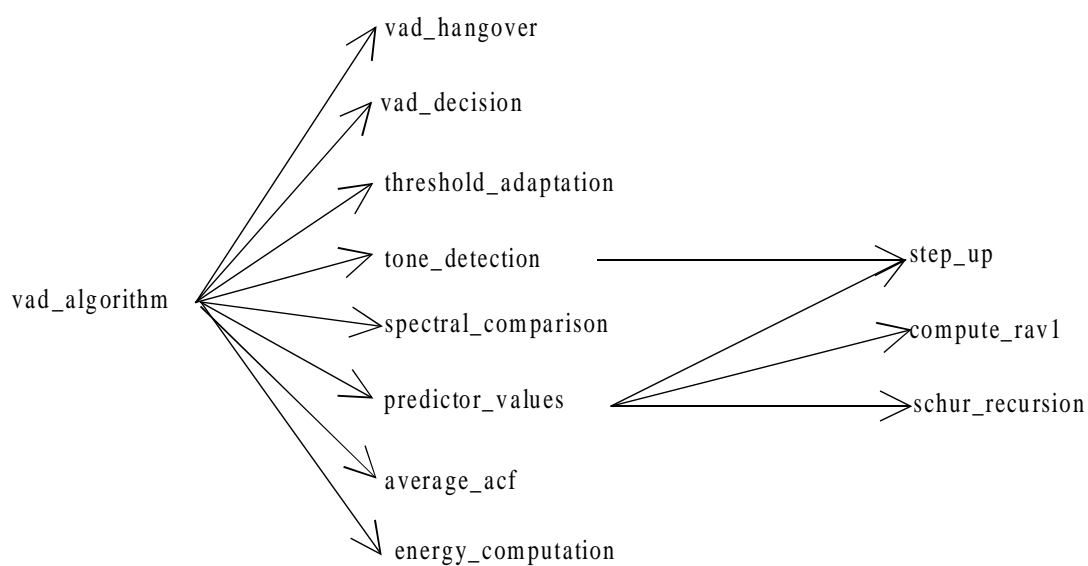 vad_hangover
vad_decision
threshold_adaptation
tone_detection
step_up
vad_algorithm
spectral_comparison
compute_rav1
predictor_values
schur_recursion
average_acf
energy_computation